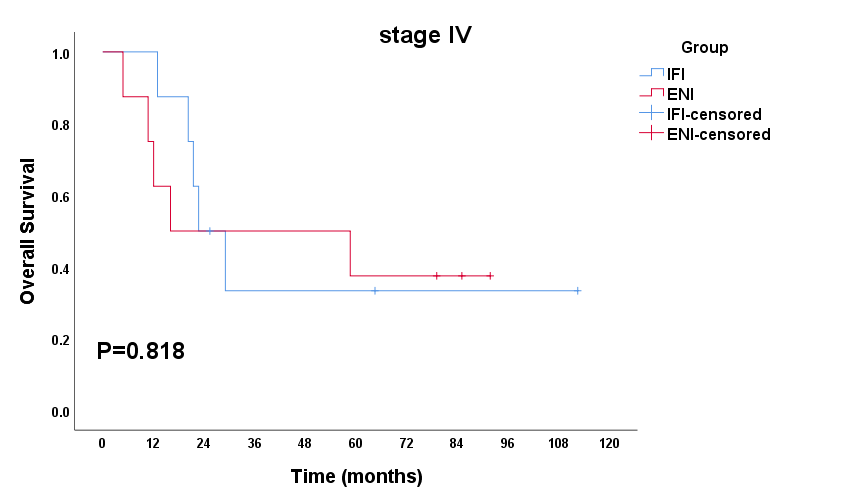 stage IV
Group
IFI
ENI
IFI-censored
ENI-censored
Overall Survival
1.0
0.8
0.6
0.4
0.2
0.0
P=0.818
0 12 24 36 48 60 72 84 96 108 120
Time (months)